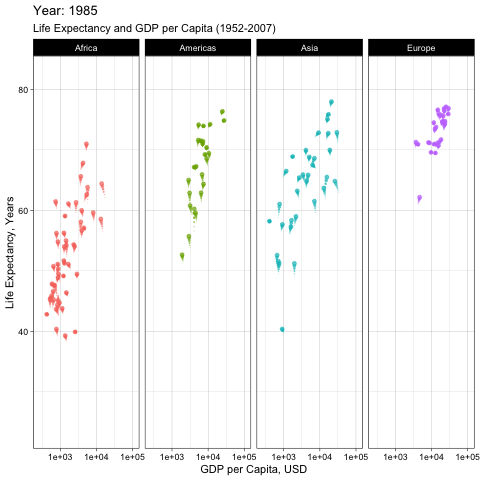 Year: 1985
Life Expectancy and GDP per Capita (1952-2007)
Africa Americas Asia Europe
80
60
40
Life Expectancy, Years
1e+03 1e+04 1e+05 1e+03 1e+04 1e+05 1e+03 1e+04 1e+05 1e+03 1e+04 1e+05
GDP per Capita, USD